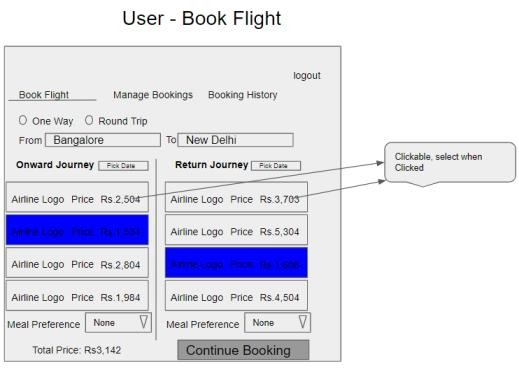 User - Book Flight
logout
Book Flight Manage Bookings Booking History
One Way Round Trip
From Bangalore To New Delhi
Onward Journey Pick Date Return Journey Pick Date
Clickable, select when
Clicked
Airline Logo Price Rs.2,504 Airline Logo Price Rs.3,703
Airline Logo Price Airline Logo Price Rs.5,304
Airline Logo Price Rs.2,804 Airline Logo Price
Airline Logo Price Rs.1,984 Airline Logo Price Rs.4,504
Meal Preference None Meal Preference None
Total Price: Rs3,142 Continue Booking